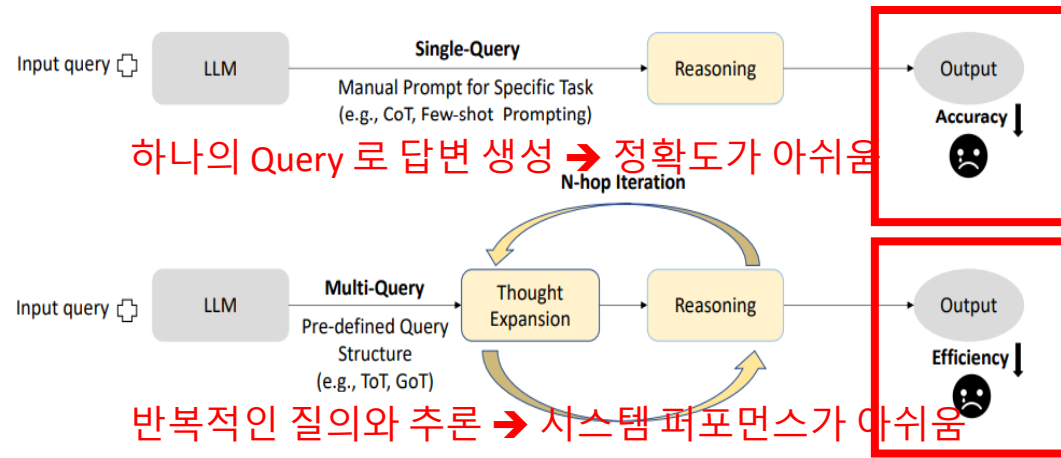 Input query
LLM
Single-Query
Manual Prompt for Specific Task
(e.g., CoT, Few-shot Prompting)
Reasoning
Output
Accuracy
하나의 Query 로 답변 생성 ➔ 정확도가 아쉬움
N-hop Iteration
Input query
LLM
Multi-Query
Pre-defined Query
Structure
(e.g., ToT, GoT)
Thought
Expansion
Reasoning
Output
Efficiency
반복적인 질의와 추론 ➔ 시스템 퍼포먼스가 아쉬움